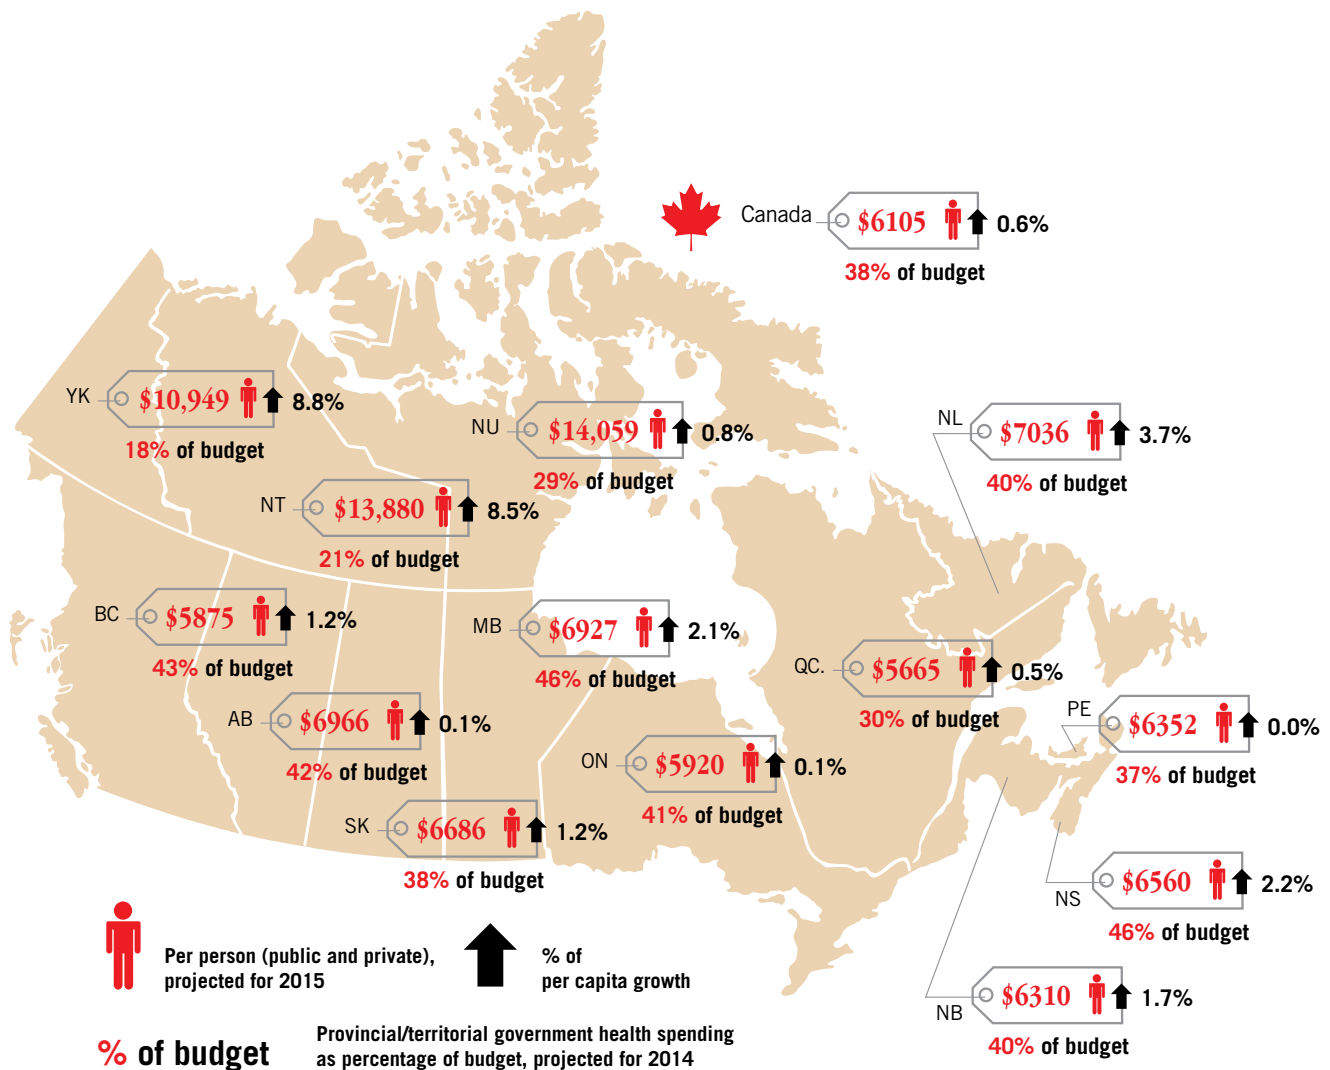 Canada
$6105
0.6%
38% of budget
YK
$10,949
8.8%
18% of budget
NU
$14,059
0.8%
29% of budget
NL
$7036
3.7%
40% of budget
NT
$13,880
8.5%
21% of budget
BC
$5875
1.2%
43% of budget
MB
$6927
2.1%
46% of budget
QC.
$5665
0.5%
30% of budget
AB
$6966
0.1%
42% of budget
PE
$6352
0.0%
37% of budget
ON
$5920
0.1%
41% of budget
SK
$6686
1.2%
38% of budget
NS
$6560
2.2%
46% of budget
NB
$6310
1.7%
40% of budget
Per person (public and private),
projected for 2015
% of
per capita growth
% of budget
Provincial/territorial government health spending
as percentage of budget, projected for 2014